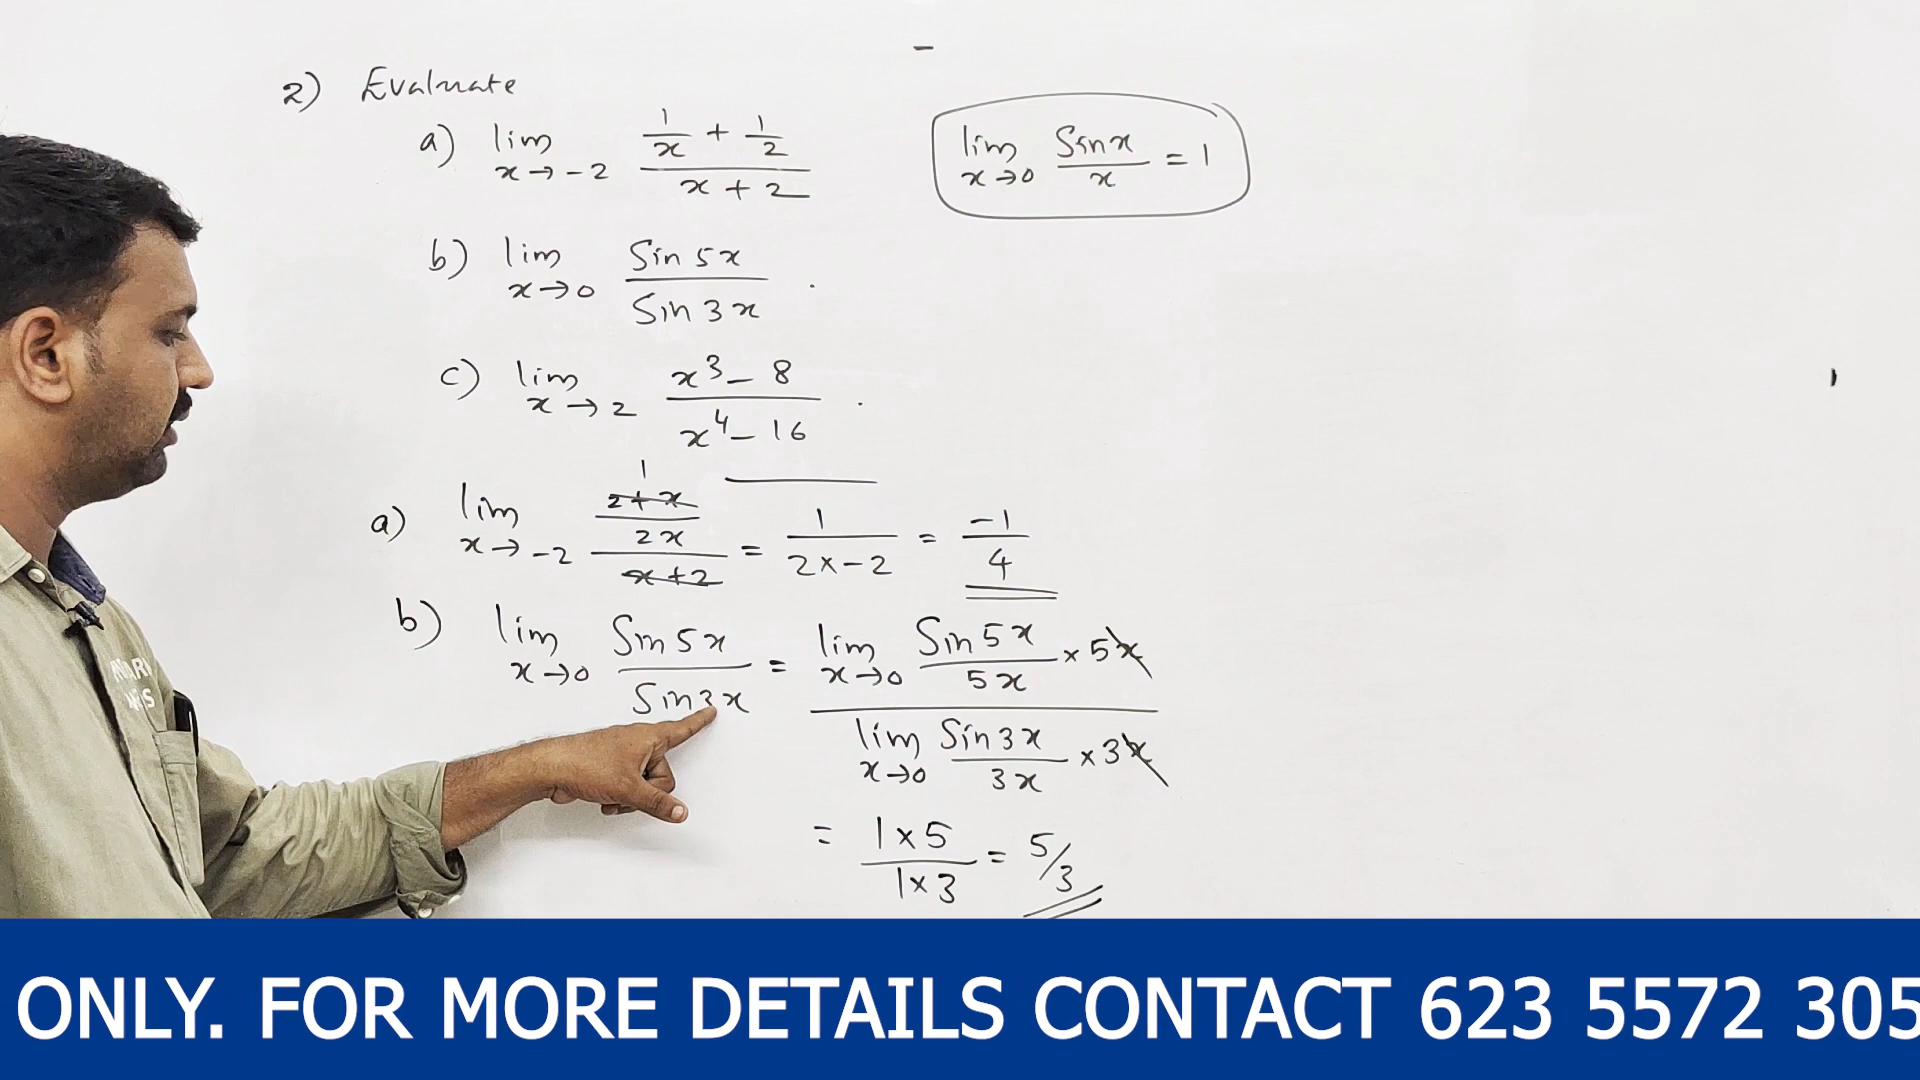 2) Evaluate
a) lim x→-2 (1/x + 1/2)/(x+2)
lim x→0 Sinx/x = 1
b) lim x→0 Sin 5x/Sin 3x .
c) lim x→2 (x³-8)/(x⁴-16) .
a) lim x→-2 ((2+x)/2x)/(x+2) 1 = 1/(2×-2) = -1/4
b) lim x→0 Sin 5x/Sin3x = (lim x→0 Sin 5x/5x × 5x)/(lim x→0 Sin 3x/3x × 3x)
= (1×5)/(1×3) = 5/3
ONLY. FOR MORE DETAILS CONTACT 623 5572 305